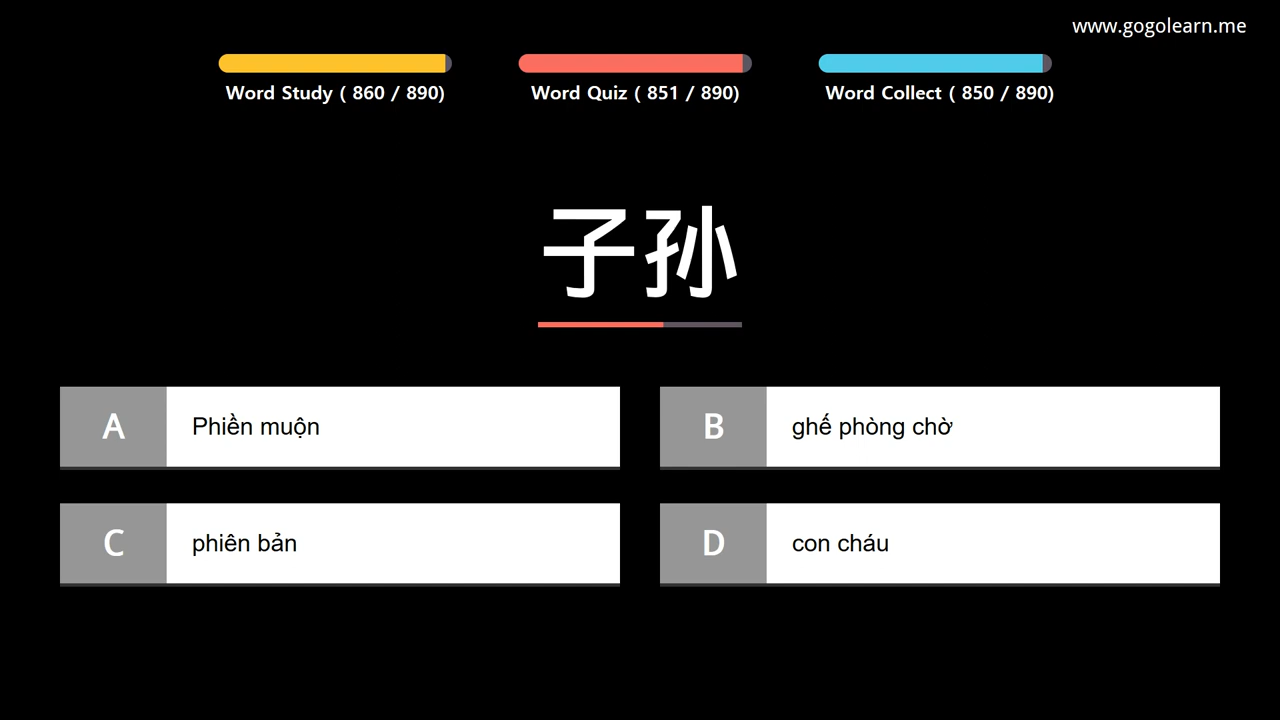 www.gogolearn.me
Word Study ( 860 / 890)
Word Quiz ( 851 / 890)
Word Collect ( 850 / 890)
子孙
A
Phiền muộn
B
ghế phòng chờ
C
phiên bản
D
con cháu